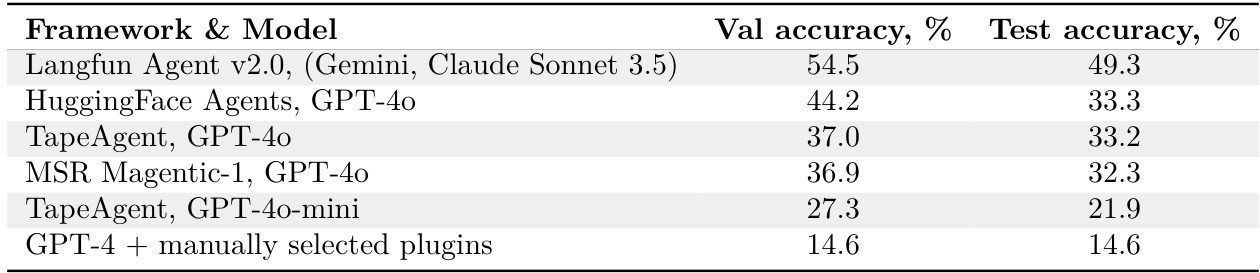 Framework & Model Val accuracy, % Test accuracy, %
Langfun Agent v2.0, (Gemini, Claude Sonnet 3.5) 54.5 49.3
HuggingFace Agents, GPT-4o 44.2 33.3
TapeAgent, GPT-4o 37.0 33.2
MSR Magentic-1, GPT-4o 36.9 32.3
TapeAgent, GPT-4o-mini 27.3 21.9
GPT-4 + manually selected plugins 14.6 14.6